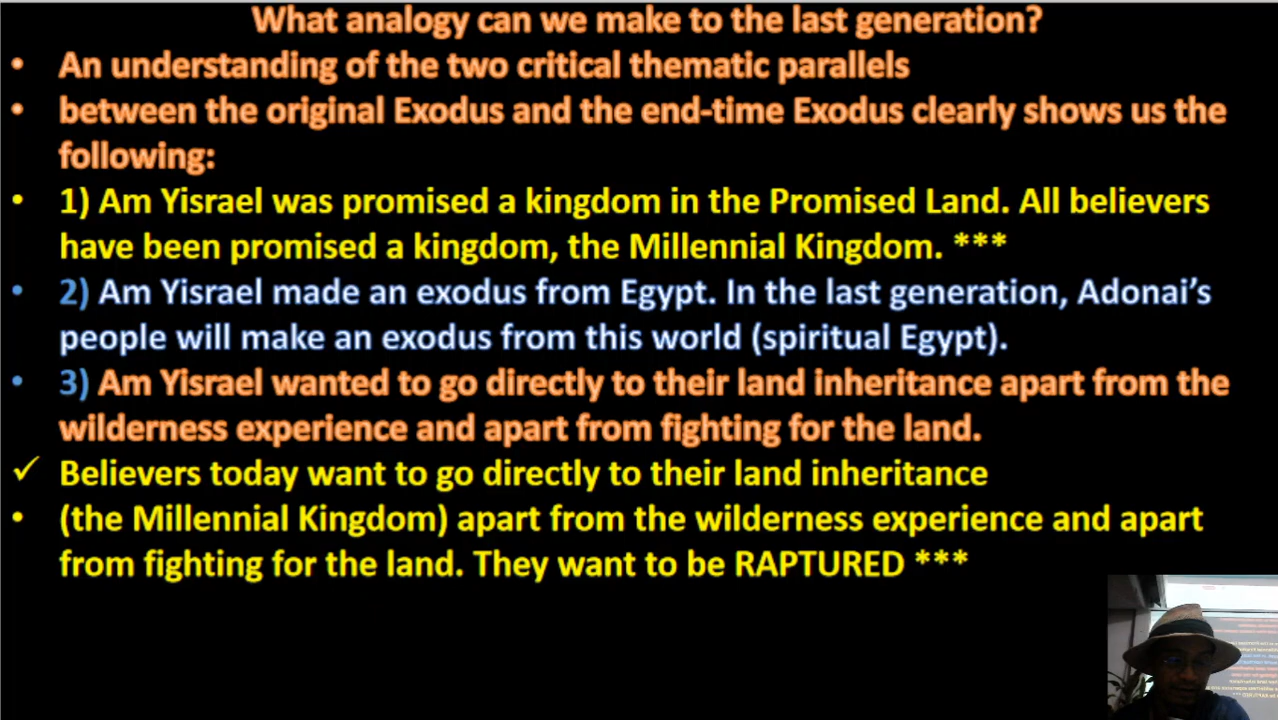 What analogy can we make to the last generation?
• An understanding of the two critical thematic parallels
• between the original Exodus and the end-time Exodus clearly shows us the
following:
• 1) Am Yisrael was promised a kingdom in the Promised Land. All believers
have been promised a kingdom, the Millennial Kingdom. ***
• 2) Am Yisrael made an exodus from Egypt. In the last generation, Adonai’s
people will make an exodus from this world (spiritual Egypt).
• 3) Am Yisrael wanted to go directly to their land inheritance apart from the
wilderness experience and apart from fighting for the land.
✓ Believers today want to go directly to their land inheritance
• (the Millennial Kingdom) apart from the wilderness experience and apart
from fighting for the land. They want to be RAPTURED ***